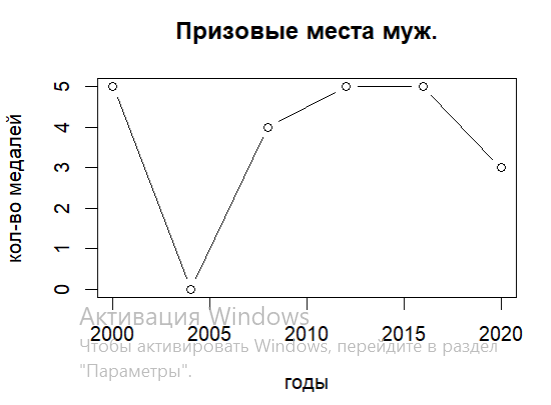 Призовые места муж.
кол-во медалей
5
4
3
2
1
0
2000 2005 2010 2015 2020
годы
Активация Windows
Чтобы активировать Windows, перейдите в раздел
"Параметры".